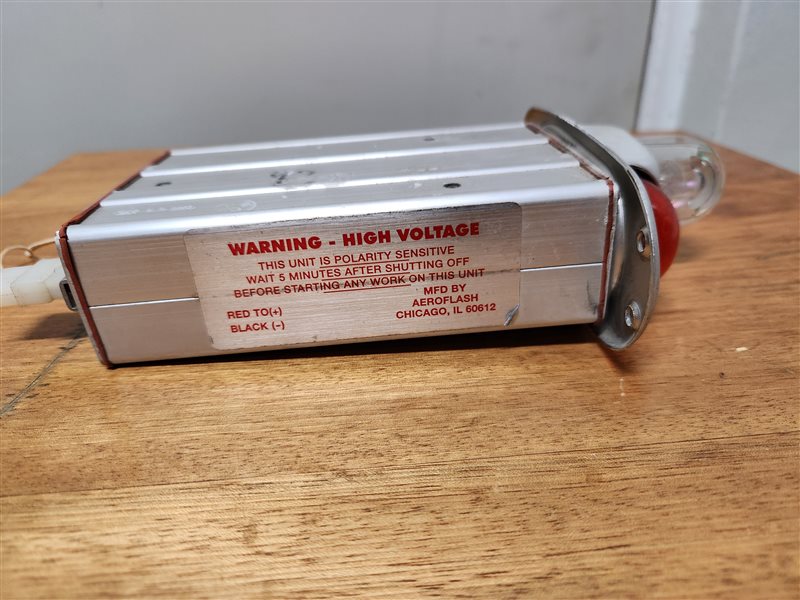 WARNING - HIGH VOLTAGE
THIS UNIT IS POLARITY SENSITIVE
WAIT 5 MINUTES AFTER SHUTTING OFF
BEFORE STARTING ANY WORK ON THIS UNIT
RED TO(+)
BLACK (-)
MFD BY
AEROFLASH
CHICAGO, IL 60612